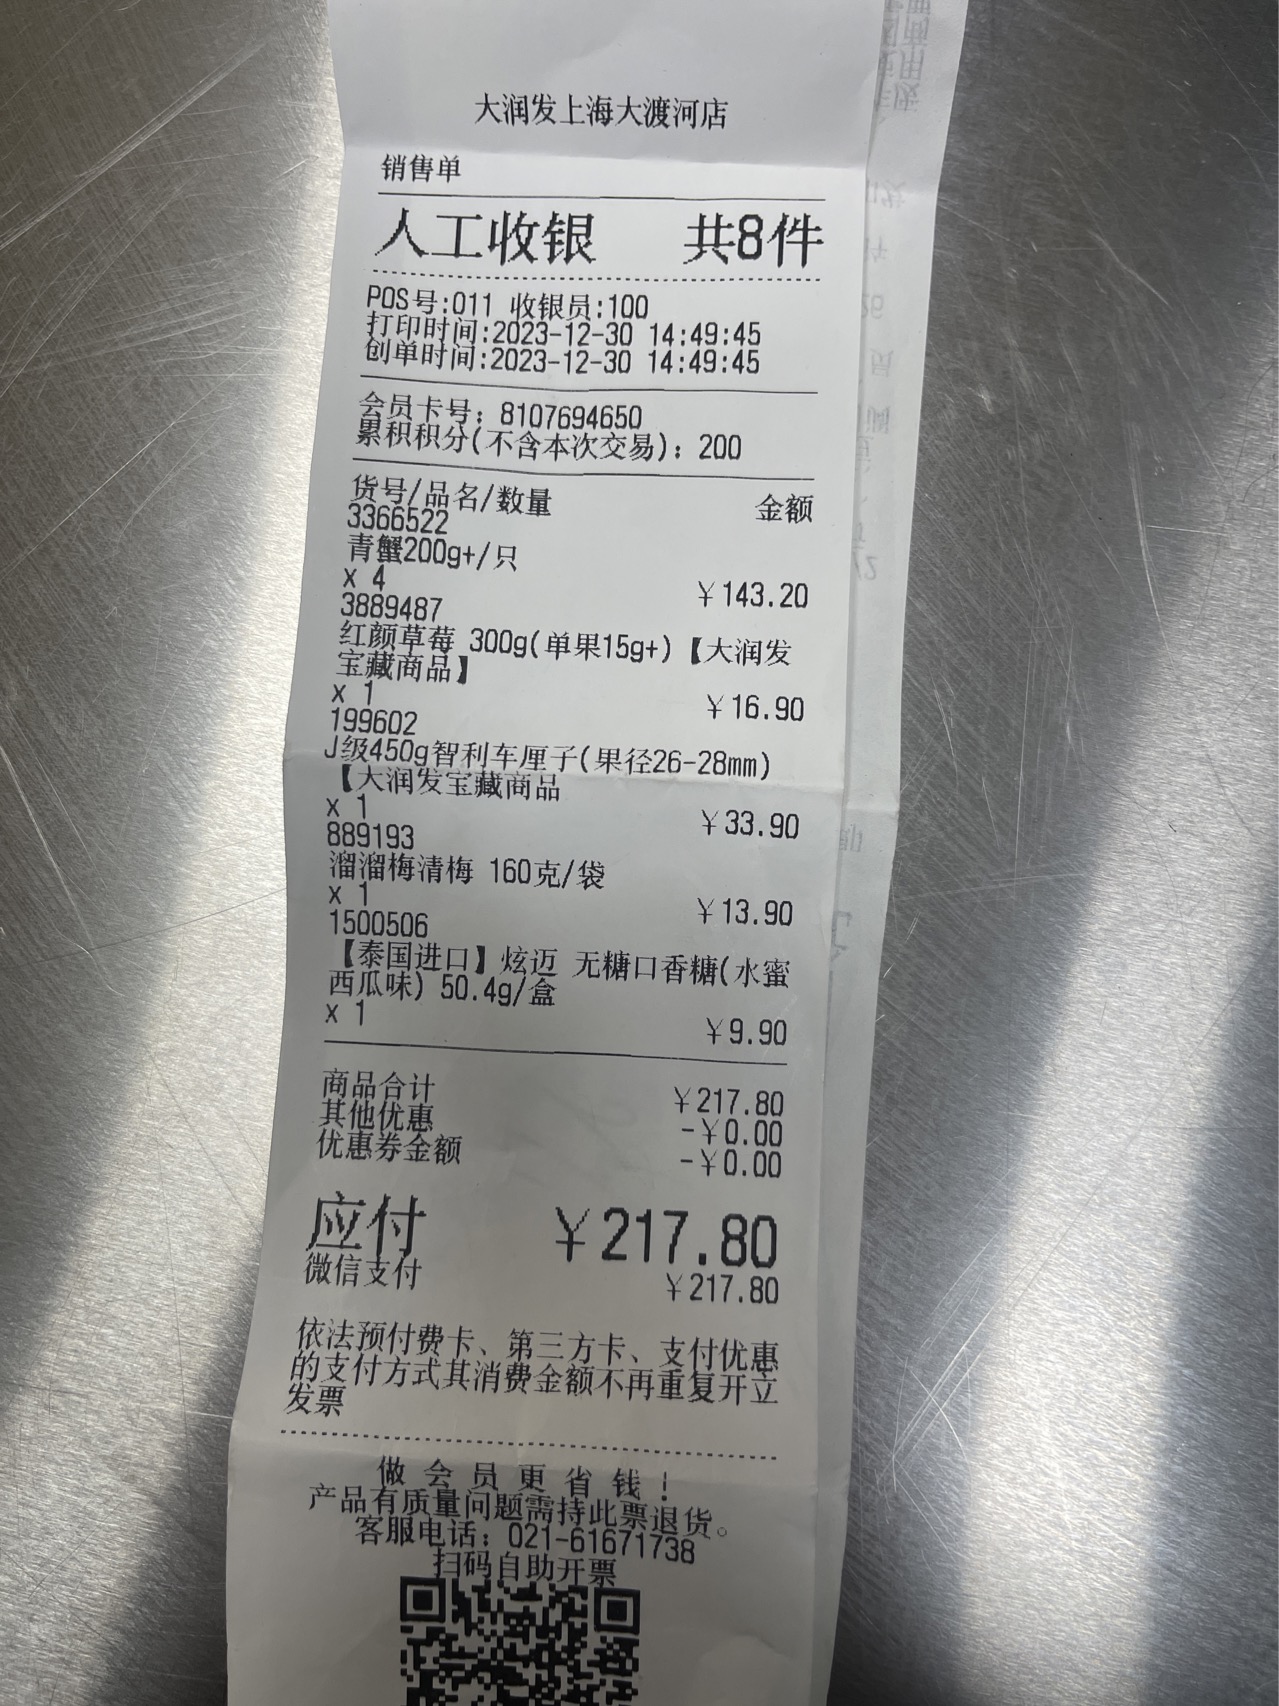 大润发上海大渡河店
销售单
人工收银 共8件
POS号:011 收银员:100
打印时间:2023-12-30 14:49:45
创单时间:2023-12-30 14:49:45
会员卡号: 8107694650
累积积分(不含本次交易): 200
货号/品名/数量 金额
3366522
青蟹200g+/只
x 4 ￥143.20
3889487
红颜草莓 300g(单果15g+)【大润发
宝藏商品】
x 1 ￥16.90
199602
J级450g智利车厘子(果径26-28mm)
【大润发宝藏商品
x 1 ￥33.90
889193
溜溜梅清梅 160克/袋
x 1 ￥13.90
1500506
【泰国进口】炫迈 无糖口香糖(水蜜
西瓜味) 50.4g/盒
x 1 ￥9.90
商品合计 ￥217.80
其他优惠 -￥0.00
优惠券金额 -￥0.00
应付 ￥217.80
微信支付 ￥217.80
依法预付费卡、第三方卡、支付优惠
的支付方式其消费金额不再重复开立
发票
做会员更省钱!
产品有质量问题需持此票退货。
客服电话: 021-61671738
扫码自助开票